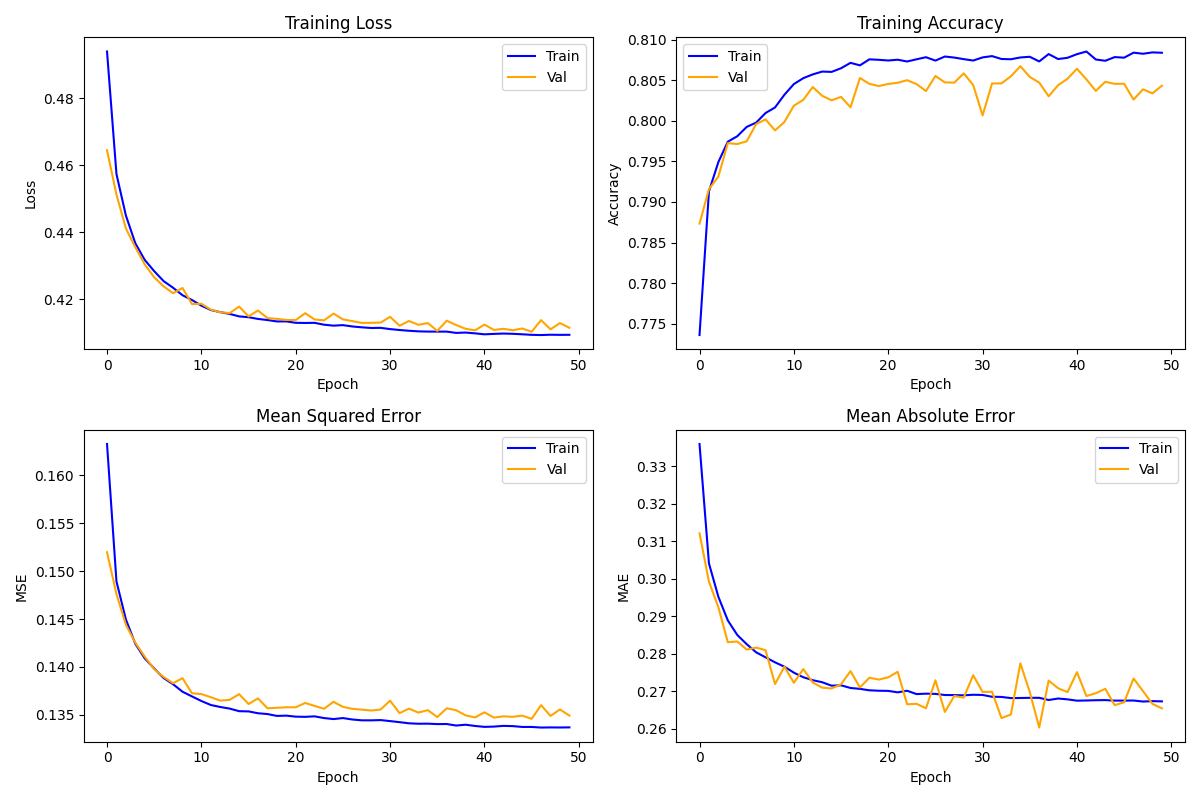 Training Loss
Train
Val
0.48
0.46
0.44
0.42
Loss
0 10 20 30 40 50
Epoch
Training Accuracy
Train
Val
0.810
0.805
0.800
0.795
0.790
0.785
0.780
0.775
Accuracy
0 10 20 30 40 50
Epoch
Mean Squared Error
Train
Val
0.160
0.155
0.150
0.145
0.140
0.135
MSE
0 10 20 30 40 50
Epoch
Mean Absolute Error
Train
Val
0.33
0.32
0.31
0.30
0.29
0.28
0.27
0.26
MAE
0 10 20 30 40 50
Epoch